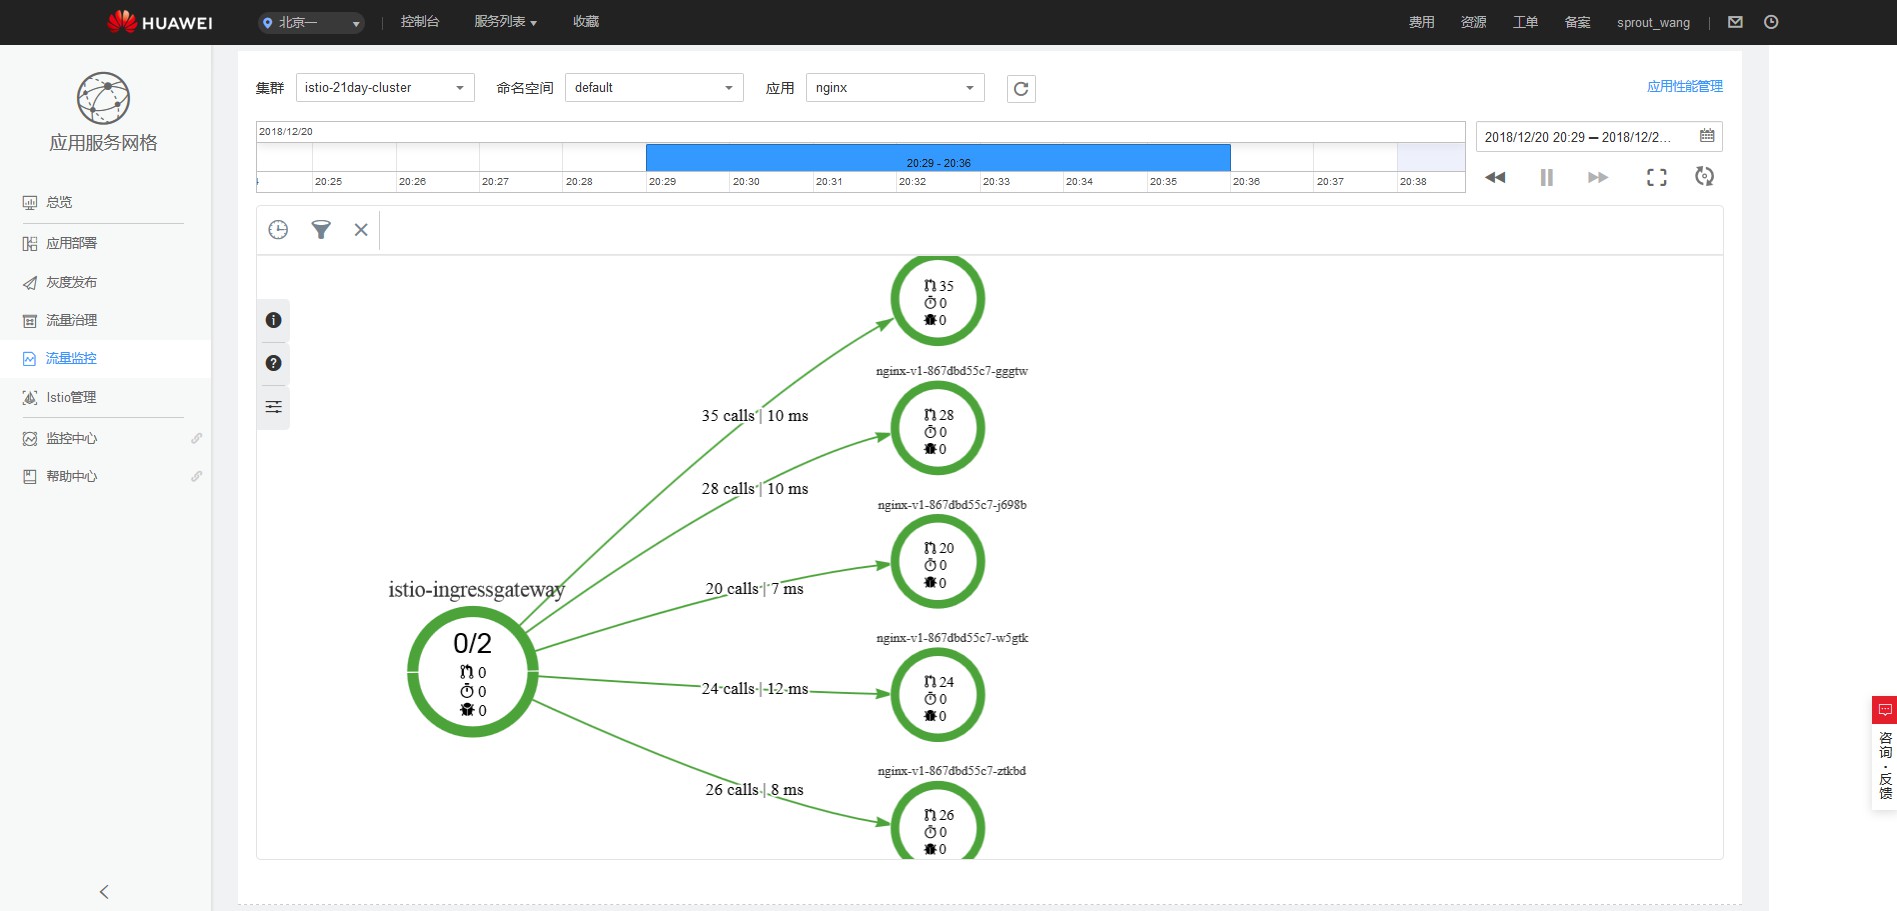 HUAWEI 北京一 控制台 服务列表 收藏 费用 资源 工单 备案 sprout_wang
应用服务网格
总览
应用部署
灰度发布
流量治理
流量监控
Istio管理
监控中心
帮助中心
集群 istio-21day-cluster 命名空间 default 应用 nginx 应用性能管理
2018/12/20
20:29 - 20:36
4 20:25 20:26 20:27 20:28 20:29 20:30 20:31 20:32 20:33 20:34 20:35 20:36 20:37 20:38
2018/12/20 20:29 — 2018/12/2...
35
0
0
35 calls | 10 ms
nginx-v1-867dbd55c7-gggtw
28
0
0
28 calls | 10 ms
nginx-v1-867dbd55c7-j698b
20
0
0
20 calls | 7 ms
istio-ingressgateway
0/2
0
0
0
nginx-v1-867dbd55c7-w5gtk
24
0
0
24 calls | 12 ms
nginx-v1-867dbd55c7-ztkbd
26
0
0
26 calls | 8 ms
咨询·反馈